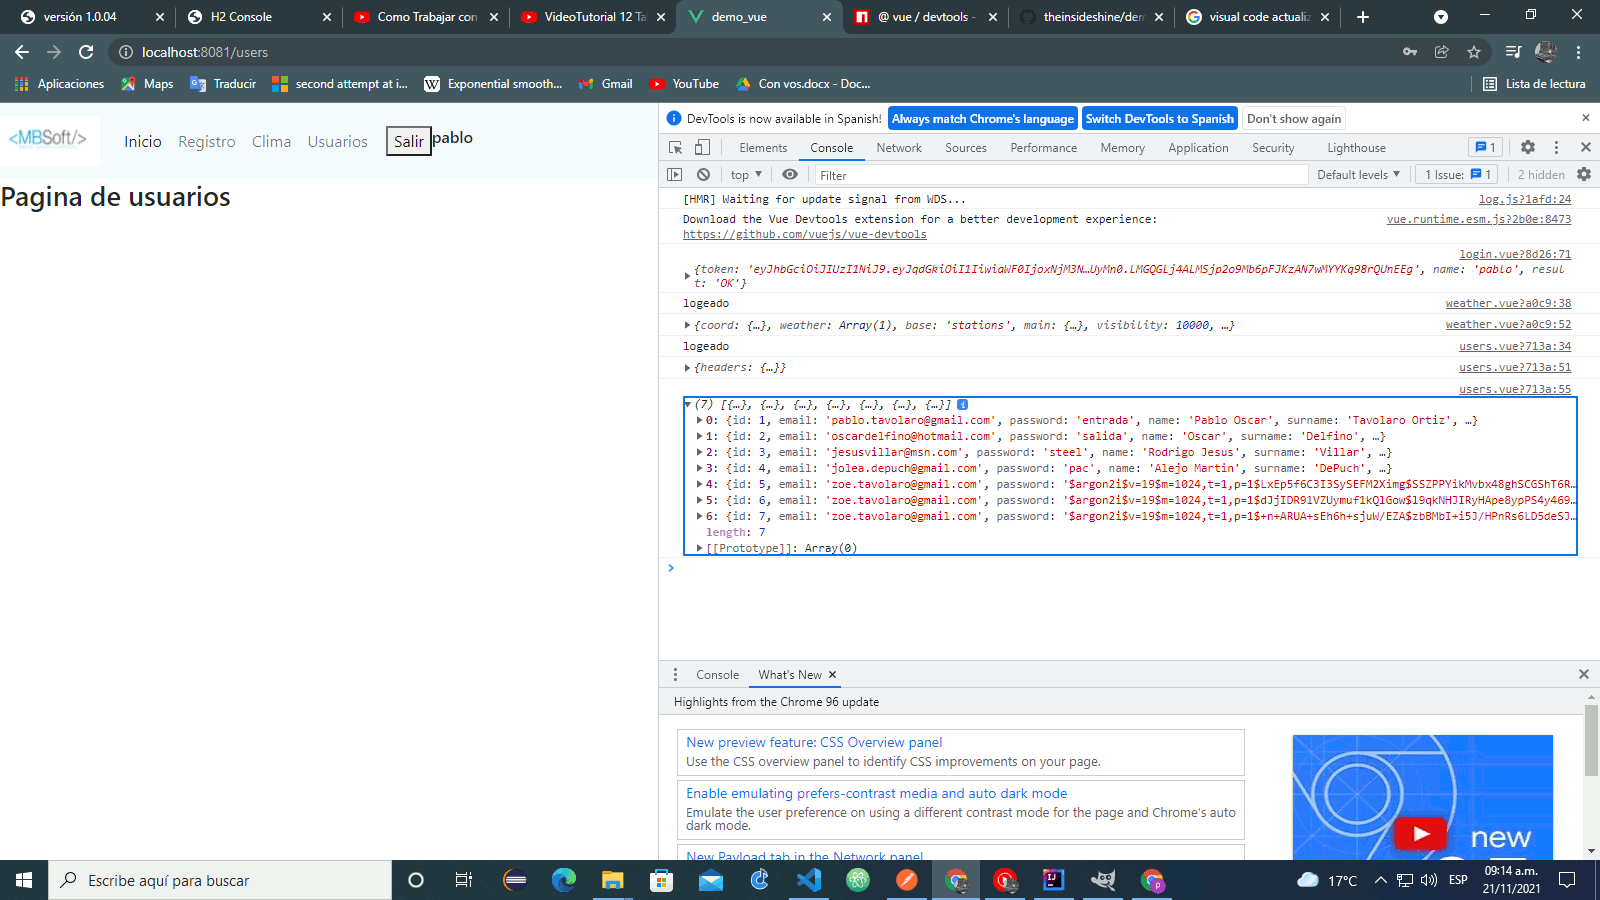 versión 1.0.04
H2 Console
Como Trabajar con
VideoTutorial 12 Tal
demo_vue
@ vue / devtools -
theinsideshine/dem
visual code actualiz
localhost:8081/users
Aplicaciones
Maps
Traducir
second attempt at i...
Exponential smooth...
Gmail
YouTube
Con vos.docx - Doc...
Lista de lectura
<MBSoft/>
Inicio
Registro
Clima
Usuarios
Salir
pablo
Pagina de usuarios
DevTools is now available in Spanish!
Always match Chrome's language
Switch DevTools to Spanish
Don't show again
Elements
Console
Network
Sources
Performance
Memory
Application
Security
Lighthouse
1
top
Filter
Default levels
1 Issue:
1
2 hidden
[HMR] Waiting for update signal from WDS...
log.js?1afd:24
Download the Vue Devtools extension for a better development experience:
vue.runtime.esm.js?2b0e:8473
https://github.com/vuejs/vue-devtools
login.vue?8d26:71
{token: 'eyJhbGciOiJIUzI1NiJ9.eyJqdGkiOiI1IiwiaWF0IjoxNjM3N…UyMn0.LMGQGLj4ALMSjp2o9Mb6pFJKzAN7wMYYKq98rQUnEEg', name: 'pablo', resul
t: 'OK'}
logeado
weather.vue?a0c9:38
{coord: {…}, weather: Array(1), base: 'stations', main: {…}, visibility: 10000, …}
weather.vue?a0c9:52
logeado
users.vue?713a:34
{headers: {…}}
users.vue?713a:51
users.vue?713a:55
(7) [{…}, {…}, {…}, {…}, {…}, {…}, {…}]
0: {id: 1, email: 'pablo.tavolaro@gmail.com', password: 'entrada', name: 'Pablo Oscar', surname: 'Tavolaro Ortiz', …}
1: {id: 2, email: 'oscardelfino@hotmail.com', password: 'salida', name: 'Oscar', surname: 'Delfino', …}
2: {id: 3, email: 'jesusvillar@msn.com', password: 'steel', name: 'Rodrigo Jesus', surname: 'Villar', …}
3: {id: 4, email: 'jolea.depuch@gmail.com', password: 'pac', name: 'Alejo Martin', surname: 'DePuch', …}
4: {id: 5, email: 'zoe.tavolaro@gmail.com', password: '$argon2i$v=19$m=1024,t=1,p=1$LxEp5f6C3I3SySEFM2Ximg$SSZPPYikMvbx48ghSCGShT6R…
5: {id: 6, email: 'zoe.tavolaro@gmail.com', password: '$argon2i$v=19$m=1024,t=1,p=1$dJjIDR91VZUymuf1kQlGow$l9qkNHJIRyHApe8ypPS4y469…
6: {id: 7, email: 'zoe.tavolaro@gmail.com', password: '$argon2i$v=19$m=1024,t=1,p=1$+n+ARUA+sEh6h+sjuW/EZA$zbBMbI+i5J/HPnRs6LD5deSJ…
length: 7
[[Prototype]]: Array(0)
Console
What's New
Highlights from the Chrome 96 update
New preview feature: CSS Overview panel
Use the CSS overview panel to identify CSS improvements on your page.
Enable emulating prefers-contrast media and auto dark mode
Emulate the user preference on using a different contrast mode for the page and Chrome's auto
dark mode.
New Payload tab in the Network panel
new
Escribe aquí para buscar
17°C
ESP
09:14 a.m.
21/11/2021